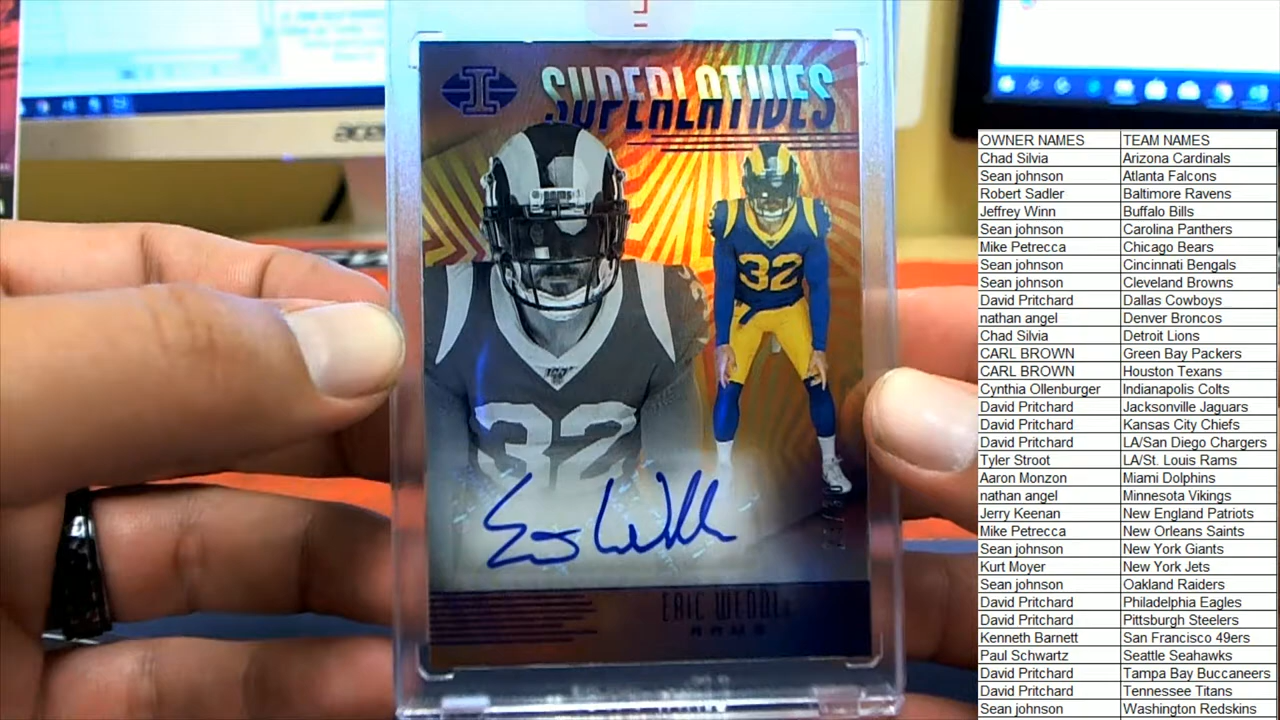 acer
I
SUPERLATIVES
32
32
ERIC WEDDLE
RAMS
OWNER NAMES TEAM NAMES
Chad Silvia Arizona Cardinals
Sean johnson Atlanta Falcons
Robert Sadler Baltimore Ravens
Jeffrey Winn Buffalo Bills
Sean johnson Carolina Panthers
Mike Petrecca Chicago Bears
Sean johnson Cincinnati Bengals
Sean johnson Cleveland Browns
David Pritchard Dallas Cowboys
nathan angel Denver Broncos
Chad Silvia Detroit Lions
CARL BROWN Green Bay Packers
CARL BROWN Houston Texans
Cynthia Ollenburger Indianapolis Colts
David Pritchard Jacksonville Jaguars
David Pritchard Kansas City Chiefs
David Pritchard LA/San Diego Chargers
Tyler Stroot LA/St. Louis Rams
Aaron Monzon Miami Dolphins
nathan angel Minnesota Vikings
Jerry Keenan New England Patriots
Mike Petrecca New Orleans Saints
Sean johnson New York Giants
Kurt Moyer New York Jets
Sean johnson Oakland Raiders
David Pritchard Philadelphia Eagles
David Pritchard Pittsburgh Steelers
Kenneth Barnett San Francisco 49ers
Paul Schwartz Seattle Seahawks
David Pritchard Tampa Bay Buccaneers
David Pritchard Tennessee Titans
Sean johnson Washington Redskins